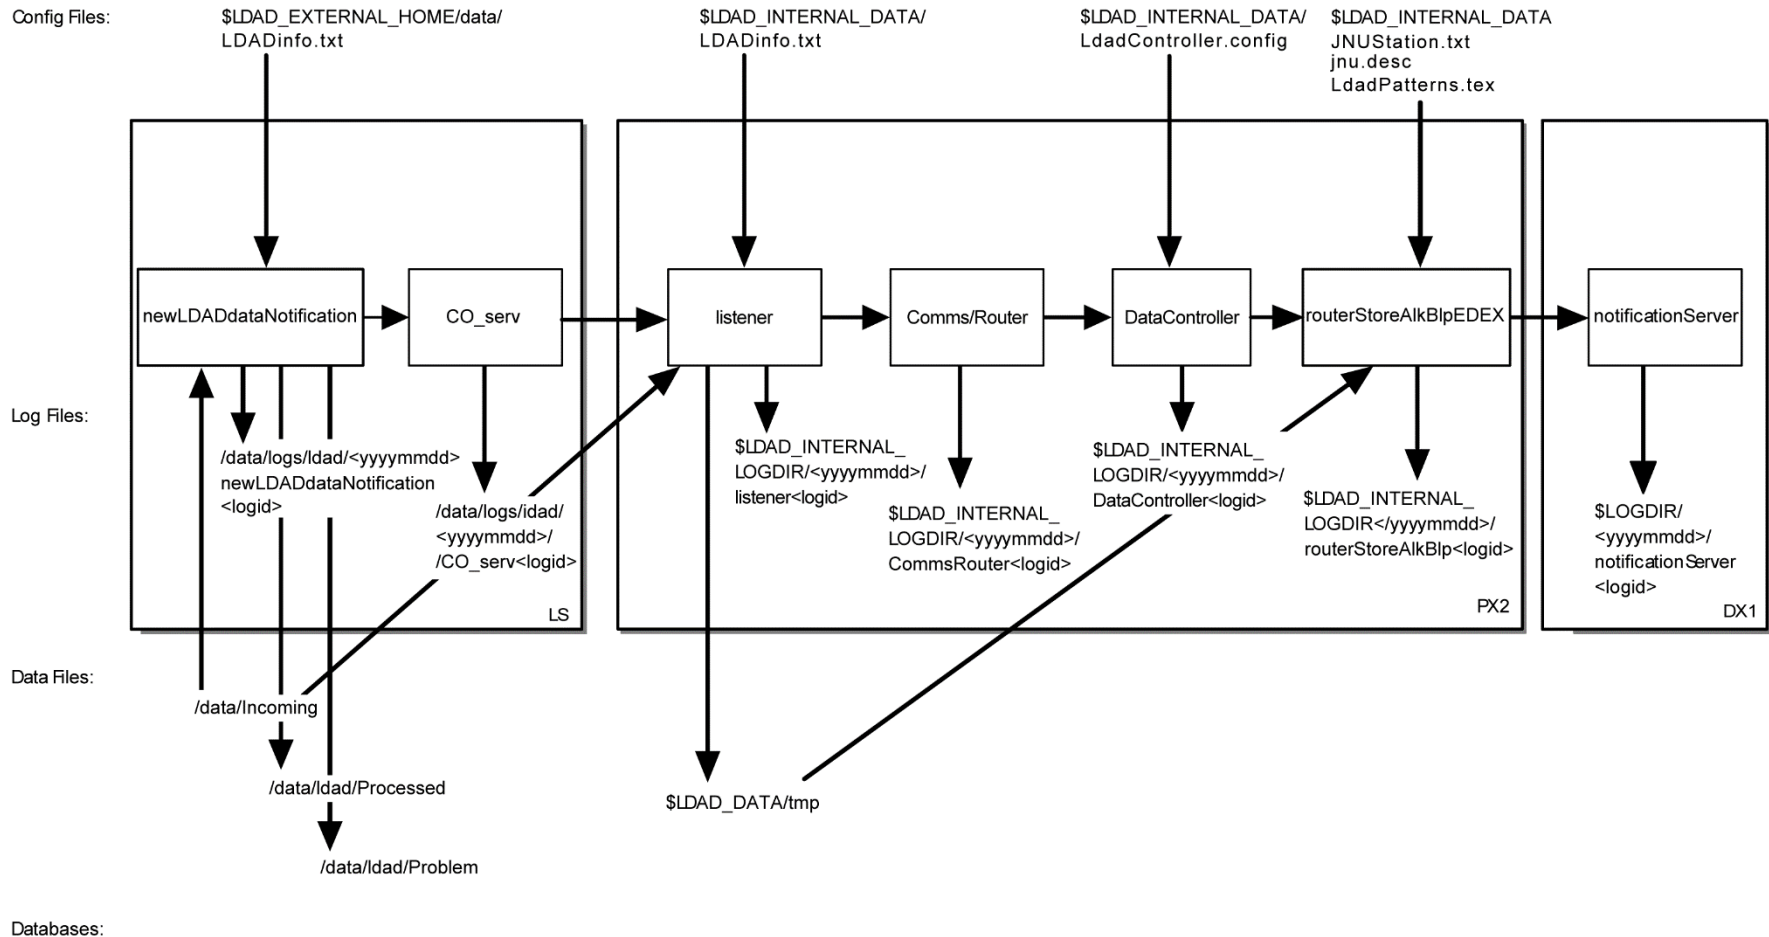 Config Files:
$LDAD_EXTERNAL_HOME/data/
LDADinfo.txt
$LDAD_INTERNAL_DATA/
LDADinfo.txt
$LDAD_INTERNAL_DATA/
LdadController.config
$LDAD_INTERNAL_DATA
JNUStation.txt
jnu.desc
LdadPatterns.tex
newLDADdataNotification
CO_serv
listener
Comms/Router
DataController
routerStoreAlkBlpEDEX
notificationServer
Log Files:
/data/logs/ldad/<yyyymmdd>
newLDADdataNotification
<logid>
/data/logs/idad/
<yyyymmdd>/
/CO_serv<logid>
$LDAD_INTERNAL_
LOGDIR/<yyyymmdd>/
listener<logid>
$LDAD_INTERNAL_
LOGDIR/<yyyymmdd>/
CommsRouter<logid>
$LDAD_INTERNAL_
LOGDIR/<yyyymmdd>/
DataController<logid>
$LDAD_INTERNAL_
LOGDIR</yyyymmdd>/
routerStoreAlkBlp<logid>
$LOGDIR/
<yyyymmdd>/
notificationServer
<logid>
LS
PX2
DX1
Data Files:
/data/Incoming
/data/ldad/Processed
$LDAD_DATA/tmp
/data/ldad/Problem
Databases: